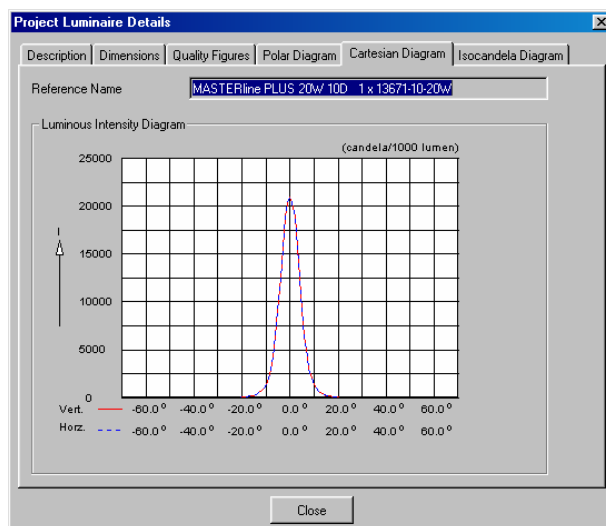 Project Luminaire Details
Description Dimensions Quality Figures Polar Diagram Cartesian Diagram Isocandela Diagram
Reference Name MASTERline PLUS 20W 10D 1 x 13671-10-20W
Luminous Intensity Diagram
(candela/1000 lumen)
25000
20000
I
15000
10000
5000
0
Vert. -60.0° -40.0° -20.0° 0.0° 20.0° 40.0° 60.0°
Horz. -60.0° -40.0° -20.0° 0.0° 20.0° 40.0° 60.0°
Close